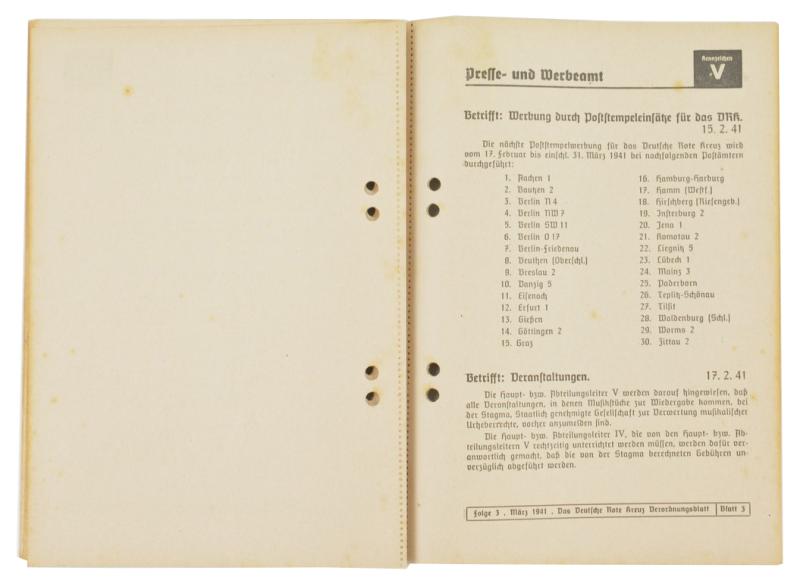 Kennzeichen
V
Presse- und Werbeamt
Betrifft: Werbung durch Poststempeleinsätze für das DRK.
15. 2. 41
Die nächste Poststempelwerbung für das Deutsche Rote Kreuz wird
vom 17. Februar bis einschl. 31. März 1941 bei nachfolgenden Postämtern
durchgeführt:
1. Aachen 1
2. Bautzen 2
3. Berlin N 4
4. Berlin NW 7
5. Berlin SW 11
6. Berlin O 17
7. Berlin-Friedenau
8. Beuthen (Oberschl.)
9. Breslau 2
10. Danzig 5
11. Eisenach
12. Erfurt 1
13. Gießen
14. Göttingen 2
15. Graz
16. Hamburg-Harburg
17. Hamm (Westf.)
18. Hirschberg (Riesengeb.)
19. Insterburg 2
20. Jena 1
21. Komotau 2
22. Liegnitz 5
23. Lübeck 1
24. Mainz 3
25. Paderborn
26. Teplitz-Schönau
27. Tilsit
28. Waldenburg (Schl.)
29. Worms 2
30. Zittau 2
Betrifft: Veranstaltungen. 17. 2. 41
Die Haupt- bzw. Abteilungsleiter V werden darauf hingewiesen, daß
alle Veranstaltungen, in denen Musikstücke zur Wiedergabe kommen, bei
der Stagma, Staatlich genehmigte Gesellschaft zur Verwertung musikalischer
Urheberrechte, vorher anzumelden sind.
Die Haupt- bzw. Abteilungsleiter IV, die von den Haupt- bzw. Ab-
teilungsleitern V rechtzeitig unterrichtet werden müssen, werden dafür ver-
antwortlich gemacht, daß die von der Stagma berechneten Gebühren un-
verzüglich abgeführt werden.
Folge 3 . März 1941 . Das Deutsche Rote Kreuz Verordnungsblatt Blatt 3